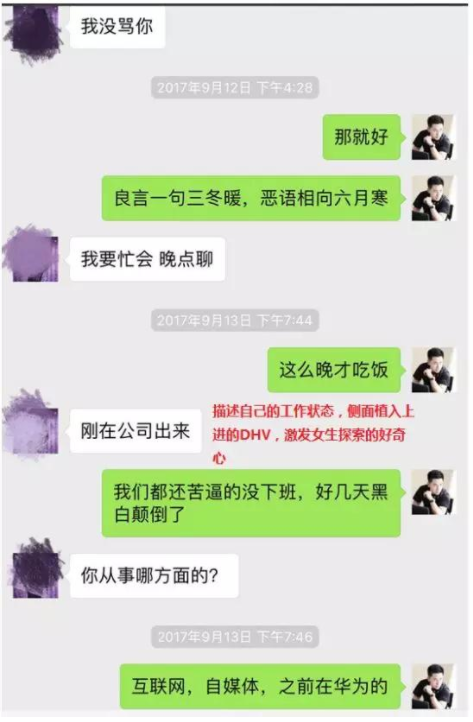 我没骂你
2017年9月12日 下午4:28
那就好
良言一句三冬暖，恶语相向六月寒
我要忙会 晚点聊
2017年9月13日 下午7:44
这么晚才吃饭
描述自己的工作状态，侧面植入上
进的DHV，激发女生探索的好奇
心
刚在公司出来
我们都还苦逼的没下班，好几天黑
白颠倒了
你从事哪方面的？
2017年9月13日 下午7:46
互联网，自媒体，之前在华为的